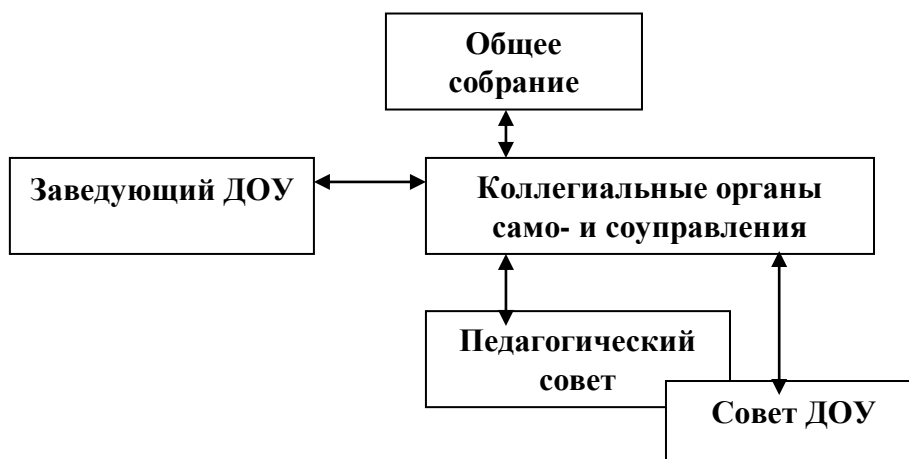 Общее
собрание
Заведующий ДОУ
Коллегиальные органы
само- и соуправления
Педагогический
совет
Совет ДОУ